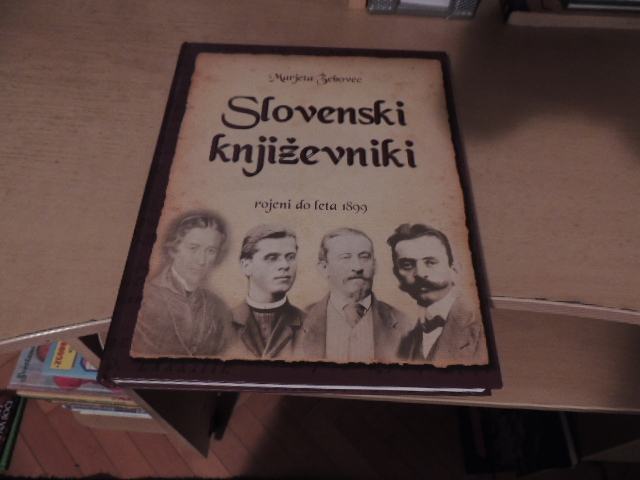 Marjeta Žebovec
Slovenski
književniki
rojeni do leta 1899